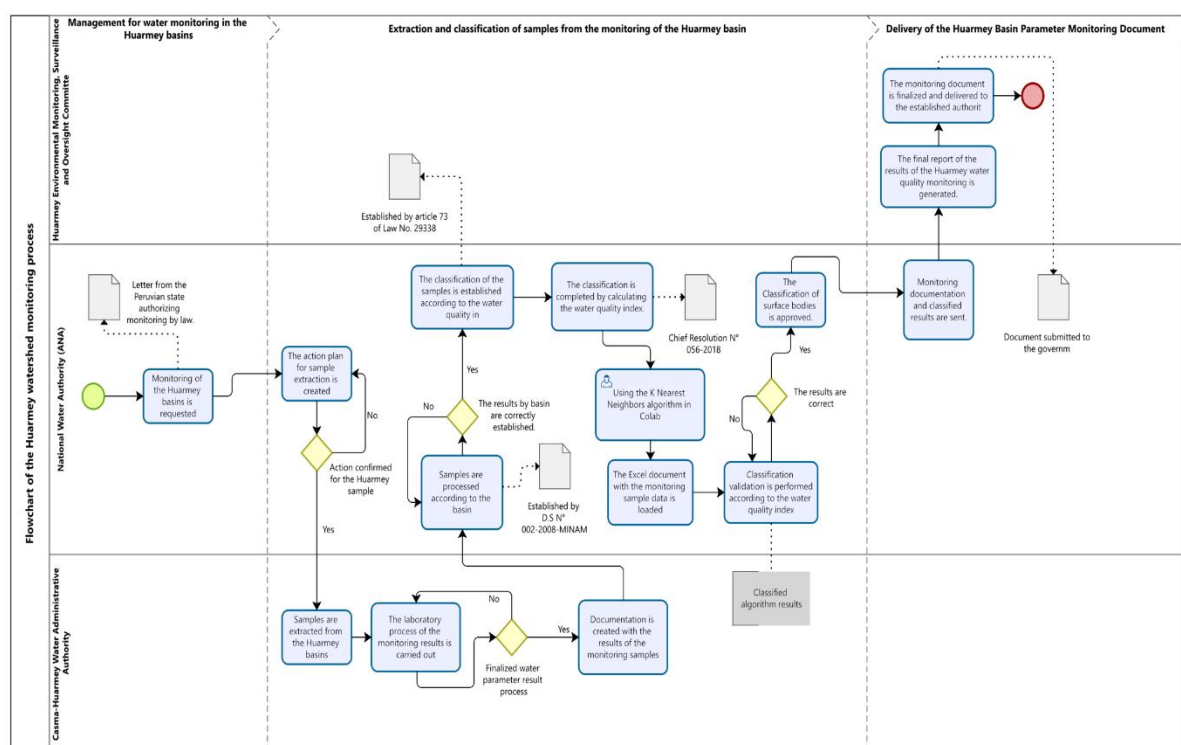 Flowchart of the Huarmey watershed monitoring process
Management for water monitoring in the
Huarmey basins
Extraction and classification of samples from the monitoring of the Huarmey basin
Delivery of the Huarmey Basin Parameter Monitoring Document
Huarmey Environmental Monitoring, Surveillance
and Oversight Committe
The monitoring document
is finalized and delivered to
the established authorit
The final report of the
results of the Huarmey water
quality monitoring is
generated.
Established by article 73
of Law No. 29338
National Water Authority (ANA)
Letter from the
Peruvian state
authorizing
monitoring by law.
Monitoring of
the Huarmey
basins is
requested
The action plan
for sample
extraction is
created
No
Action confirmed
for the Huarmey
sample
Yes
The classification of the
samples is established
according to the water
quality in
Yes
No
The results by basin
are correctly
established.
Samples are
processed
according to the
basin
Established by
D.S N°
002-2008-MINAM
The classification is
completed by calculating
the water quality index.
Chief Resolution N°
056-2018
Using the K Nearest
Neighbors algorithm in
Colab
The Excel document
with the monitoring
sample data is
loaded
The
Classification of
surface bodies
is approved.
Yes
The results are
correct
No
Classification
validation is performed
according to the water
quality index
Monitoring
documentation
and classified
results are sent.
Document submitted to
the governm
Casma-Huarmey Water Administrative
Authority
Samples are
extracted from
the Huarmey
basins
The laboratory
process of the
monitoring results is
carried out
No
Yes
Finalized water
parameter result
process
Documentation is
created with the
results of the
monitoring samples
Classified
algorithm results